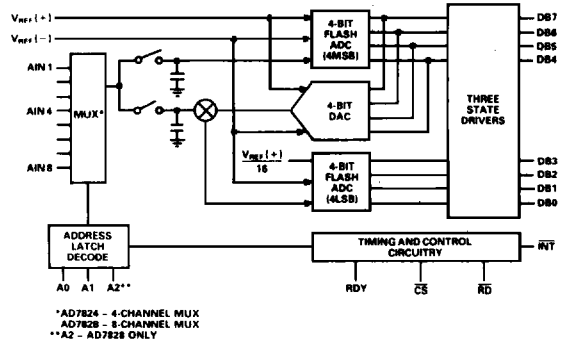 VREF(+)
VREF(−)
AIN 1
AIN 4
AIN 8
MUX*
4-BIT
FLASH
ADC
(4MSB)
4-BIT
DAC
VREF(+)
16
4-BIT
FLASH
ADC
(4LSB)
THREE
STATE
DRIVERS
DB7
DB6
DB5
DB4
DB3
DB2
DB1
DB0
ADDRESS
LATCH
DECODE
TIMING AND CONTROL
CIRCUITRY
INT
A0 A1 A2**
RDY CS RD
*AD7824 – 4-CHANNEL MUX
AD7828 – 8-CHANNEL MUX
**A2 – AD7828 ONLY